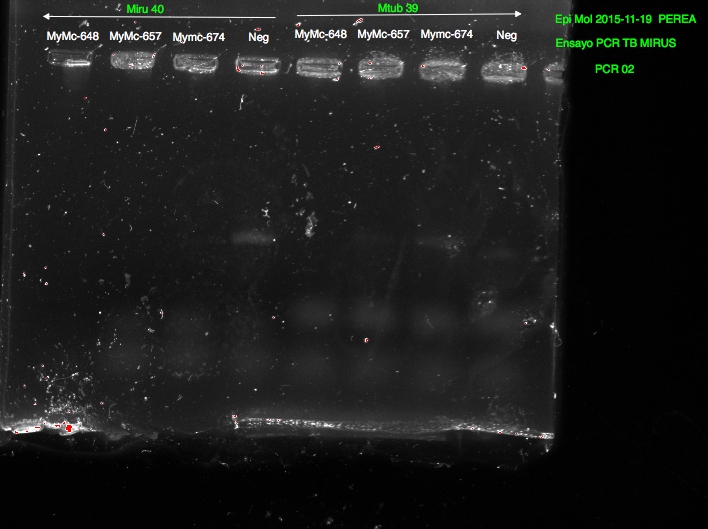 Miru 40
Mtub 39
MyMc-648 MyMc-657 Mymc-674 Neg MyMc-648 MyMc-657 Mymc-674 Neg
Epi Mol 2015-11-19 PEREA
Ensayo PCR TB MIRUS
PCR 02